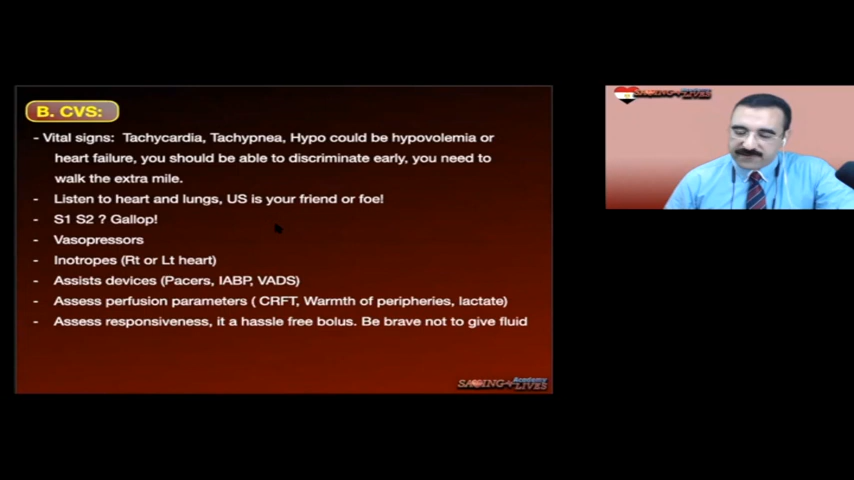 B. CVS:
- Vital signs: Tachycardia, Tachypnea, Hypo could be hypovolemia or
heart failure, you should be able to discriminate early, you need to
walk the extra mile.
- Listen to heart and lungs, US is your friend or foe!
- S1 S2 ? Gallop!
- Vasopressors
- Inotropes (Rt or Lt heart)
- Assists devices (Pacers, IABP, VADS)
- Assess perfusion parameters ( CRFT, Warmth of peripheries, lactate)
- Assess responsiveness, it a hassle free bolus. Be brave not to give fluid
SAVING Academy
LIVES